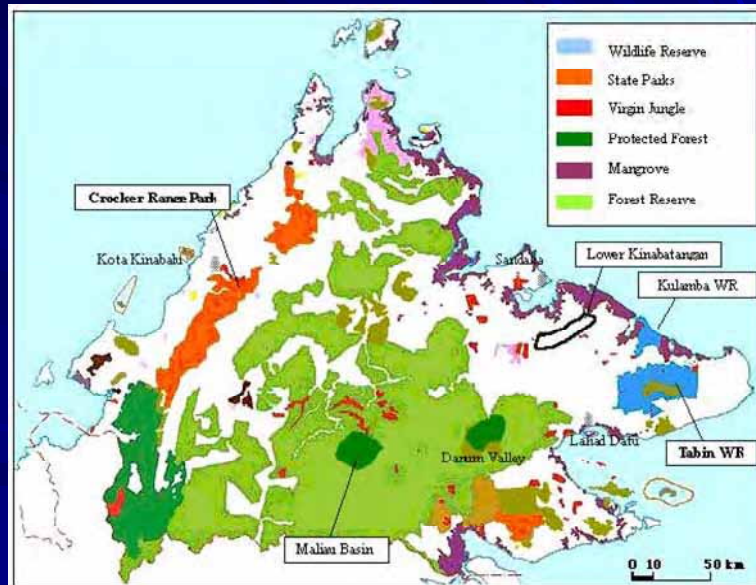 Wildlife Reserve
State Parks
Virgin Jungle
Protected Forest
Mangrove
Forest Reserve
Crocker Range Park
Kota Kinabalu
Sandaka
Lower Kinabatangan
Kulamba WR
Lahad Datu
Danum Valley
Tabin WR
Maliau Basin
0 10 50 km